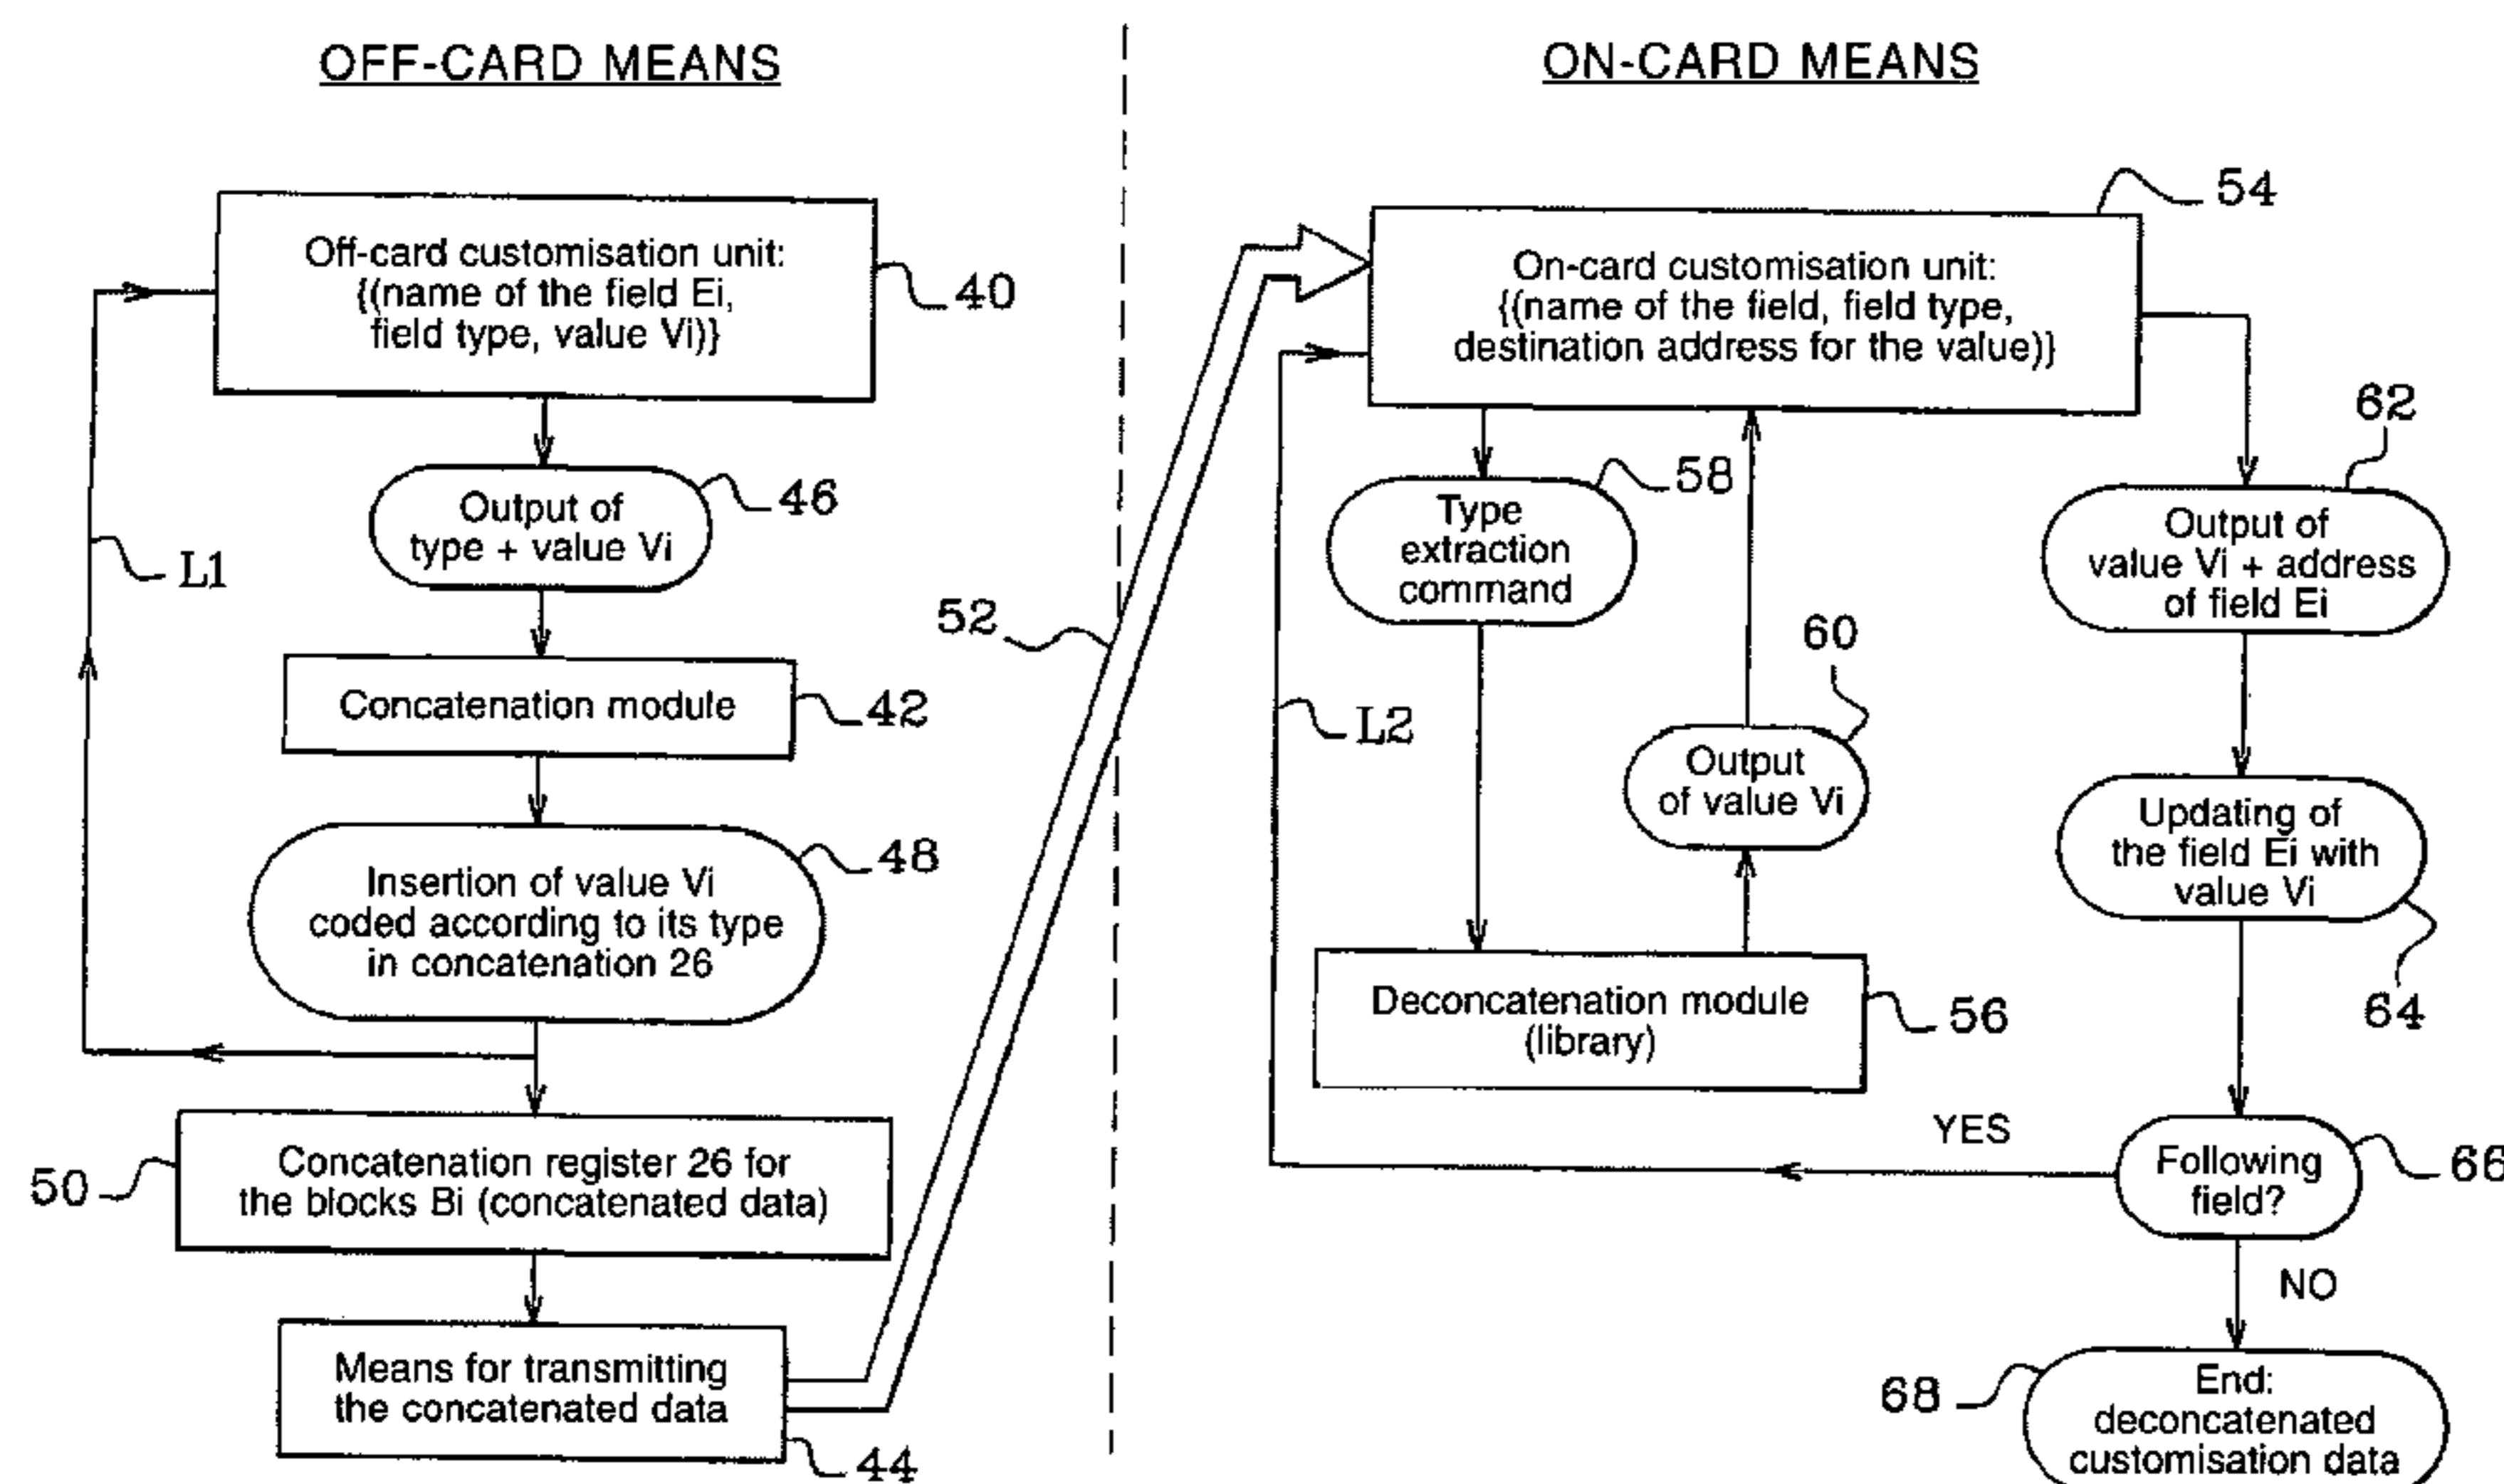 OFF-CARD MEANS
Off-card customisation unit:
{(name of the field Ei,
field type, value Vi)}
40
Output of
type + value Vi
46
L1
Concatenation module
42
Insertion of value Vi
coded according to its type
in concatenation 26
48
Concatenation register 26 for
the blocks Bi (concatenated data)
50
Means for transmitting
the concatenated data
44
52
ON-CARD MEANS
On-card customisation unit:
{(name of the field, field type,
destination address for the value)}
54
Type
extraction
command
58
Output
of value Vi
60
L2
Deconcatenation module
(library)
56
Output of
value Vi + address
of field Ei
62
Updating of
the field Ei with
value Vi
64
Following
field?
66
YES
NO
End:
deconcatenated
customisation data
68